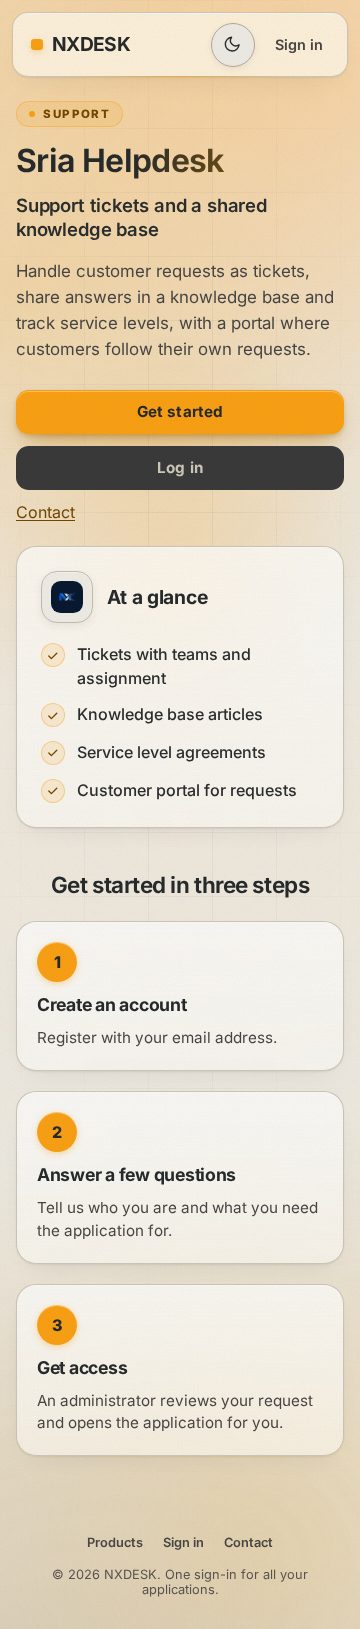 NXDESK
Sign in
SUPPORT
Sria Helpdesk
Support tickets and a shared
knowledge base
Handle customer requests as tickets,
share answers in a knowledge base and
track service levels, with a portal where
customers follow their own requests.
Get started
Log in
Contact
At a glance
Tickets with teams and
assignment
Knowledge base articles
Service level agreements
Customer portal for requests
Get started in three steps
1
Create an account
Register with your email address.
2
Answer a few questions
Tell us who you are and what you need
the application for.
3
Get access
An administrator reviews your request
and opens the application for you.
Products Sign in Contact
© 2026 NXDESK. One sign-in for all your
applications.